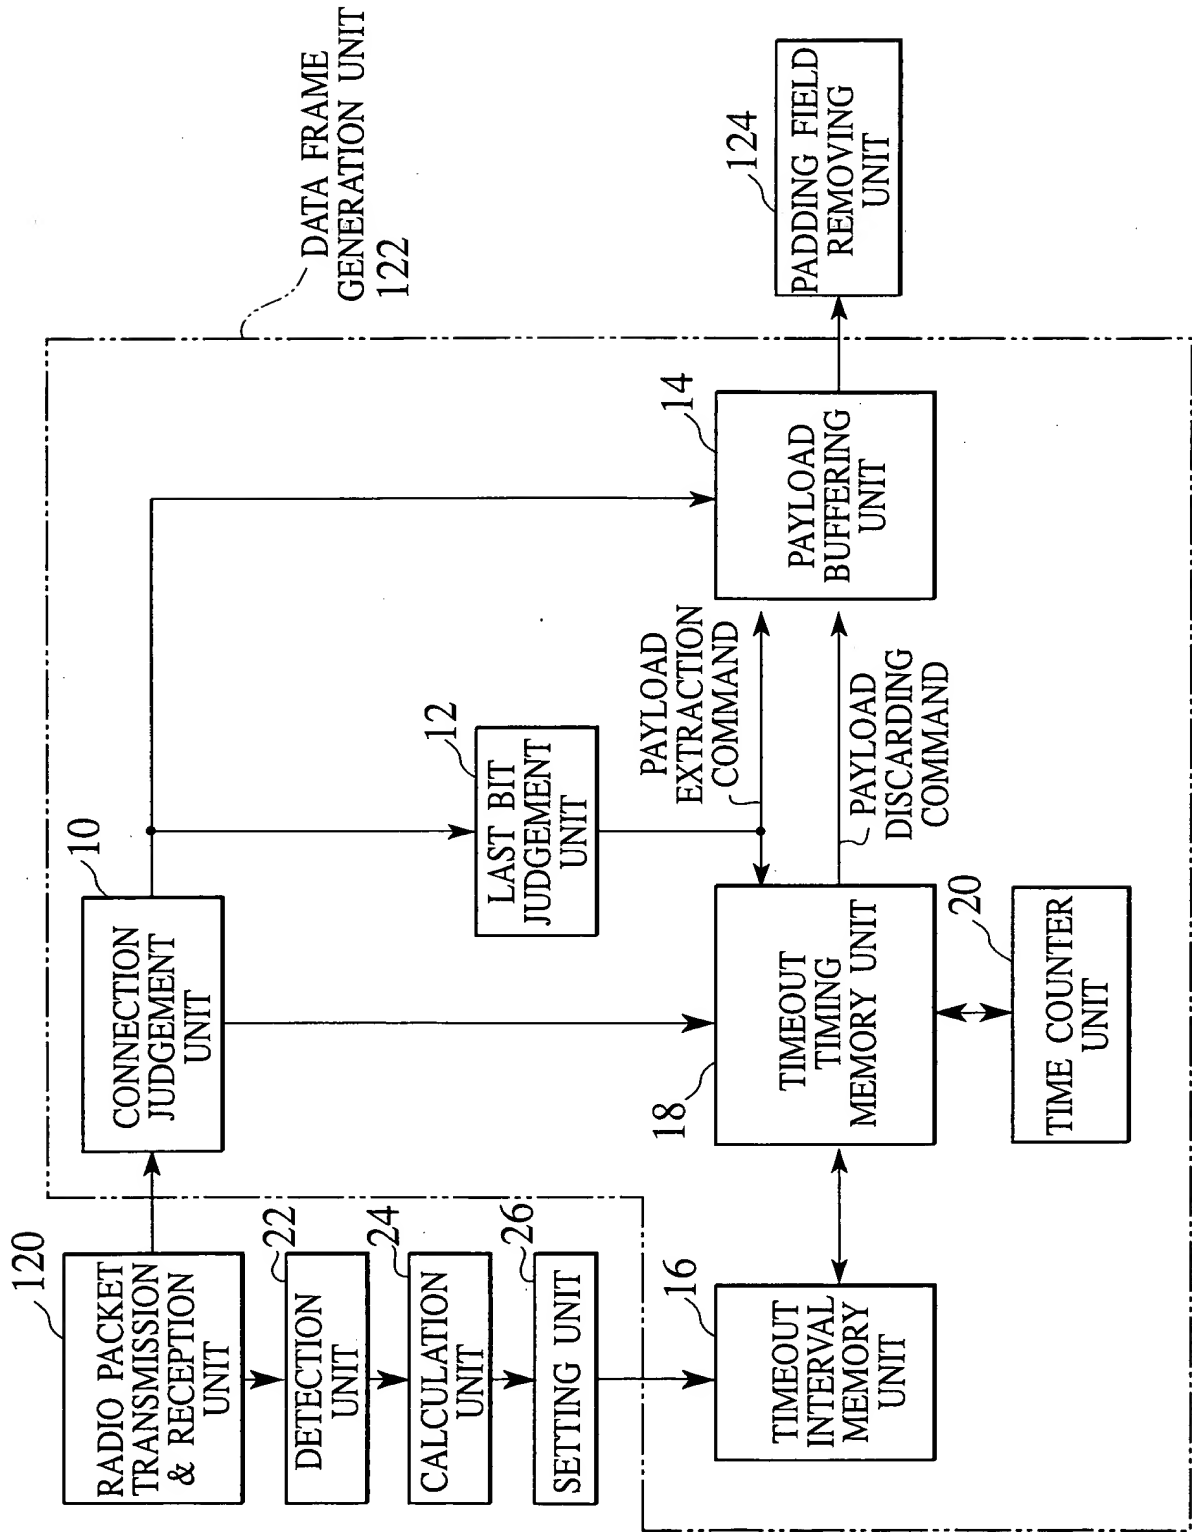 120
RADIO PACKET
TRANSMISSION
& RECEPTION
UNIT
22
DETECTION
UNIT
24
CALCULATION
UNIT
26
SETTING UNIT
16
TIMEOUT
INTERVAL
MEMORY
UNIT
10
CONNECTION
JUDGEMENT
UNIT
12
LAST BIT
JUDGEMENT
UNIT
18
TIMEOUT
TIMING
MEMORY UNIT
20
TIME COUNTER
UNIT
PAYLOAD
EXTRACTION
COMMAND
PAYLOAD
DISCARDING
COMMAND
14
PAYLOAD
BUFFERING
UNIT
DATA FRAME
GENERATION UNIT
122
124
PADDING FIELD
REMOVING
UNIT